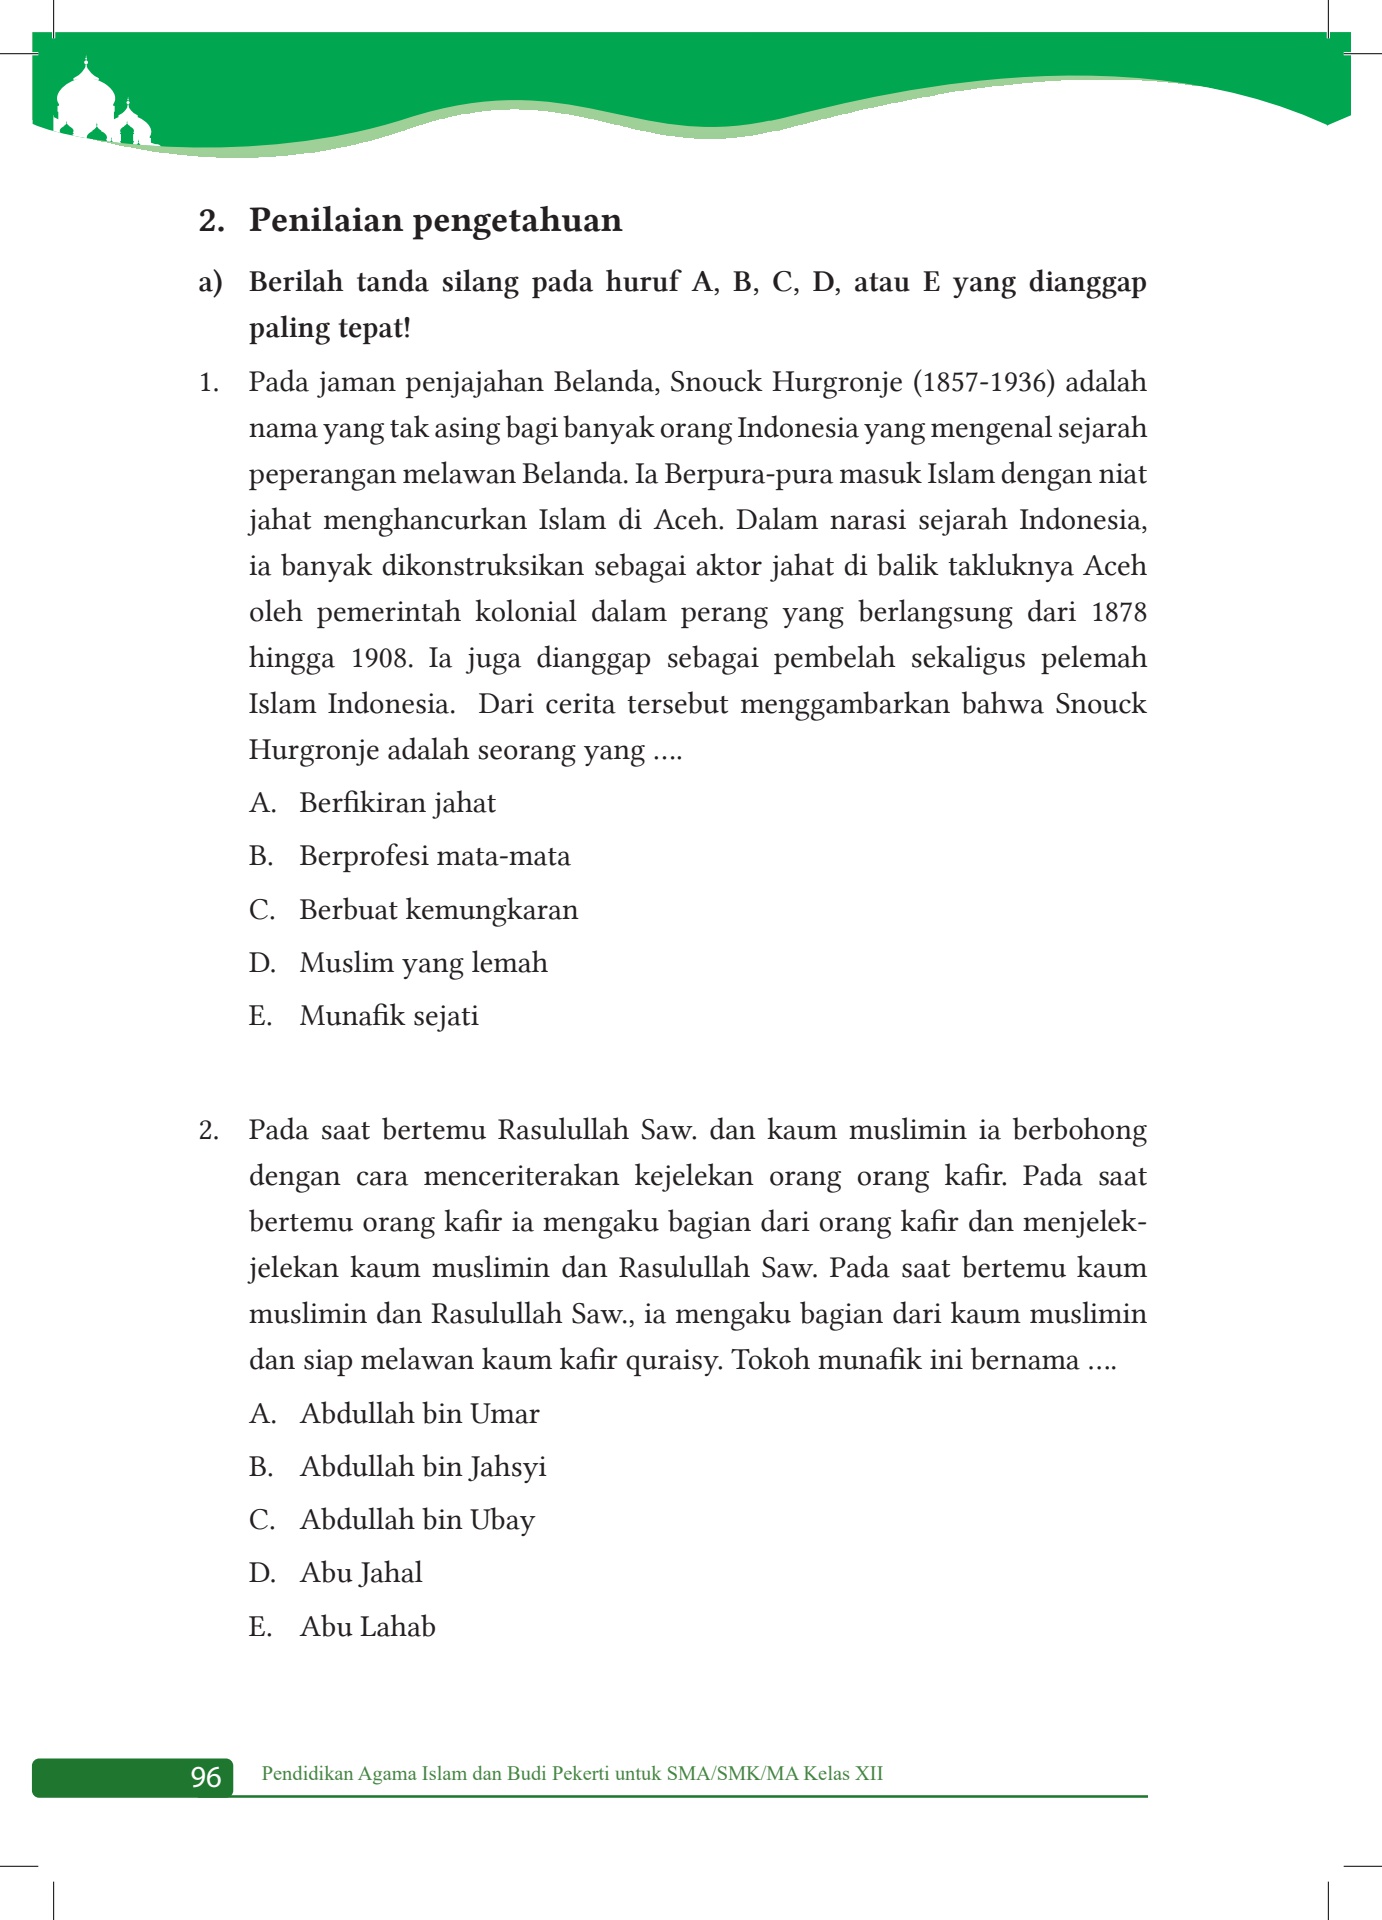 2. Penilaian pengetahuan
a) Berilah tanda silang pada huruf A, B, C, D, atau E yang dianggap
paling tepat!
1. Pada jaman penjajahan Belanda, Snouck Hurgronje (1857-1936) adalah
nama yang tak asing bagi banyak orang Indonesia yang mengenal sejarah
peperangan melawan Belanda. Ia Berpura-pura masuk Islam dengan niat
jahat menghancurkan Islam di Aceh. Dalam narasi sejarah Indonesia,
ia banyak dikonstruksikan sebagai aktor jahat di balik takluknya Aceh
oleh pemerintah kolonial dalam perang yang berlangsung dari 1878
hingga 1908. Ia juga dianggap sebagai pembelah sekaligus pelemah
Islam Indonesia. Dari cerita tersebut menggambarkan bahwa Snouck
Hurgronje adalah seorang yang ....
A. Berfikiran jahat
B. Berprofesi mata-mata
C. Berbuat kemungkaran
D. Muslim yang lemah
E. Munafik sejati
2. Pada saat bertemu Rasulullah Saw. dan kaum muslimin ia berbohong
dengan cara menceriterakan kejelekan orang orang kafir. Pada saat
bertemu orang kafir ia mengaku bagian dari orang kafir dan menjelek-
jelekan kaum muslimin dan Rasulullah Saw. Pada saat bertemu kaum
muslimin dan Rasulullah Saw., ia mengaku bagian dari kaum muslimin
dan siap melawan kaum kafir quraisy. Tokoh munafik ini bernama ....
A. Abdullah bin Umar
B. Abdullah bin Jahsyi
C. Abdullah bin Ubay
D. Abu Jahal
E. Abu Lahab
96 Pendidikan Agama Islam dan Budi Pekerti untuk SMA/SMK/MA Kelas XII